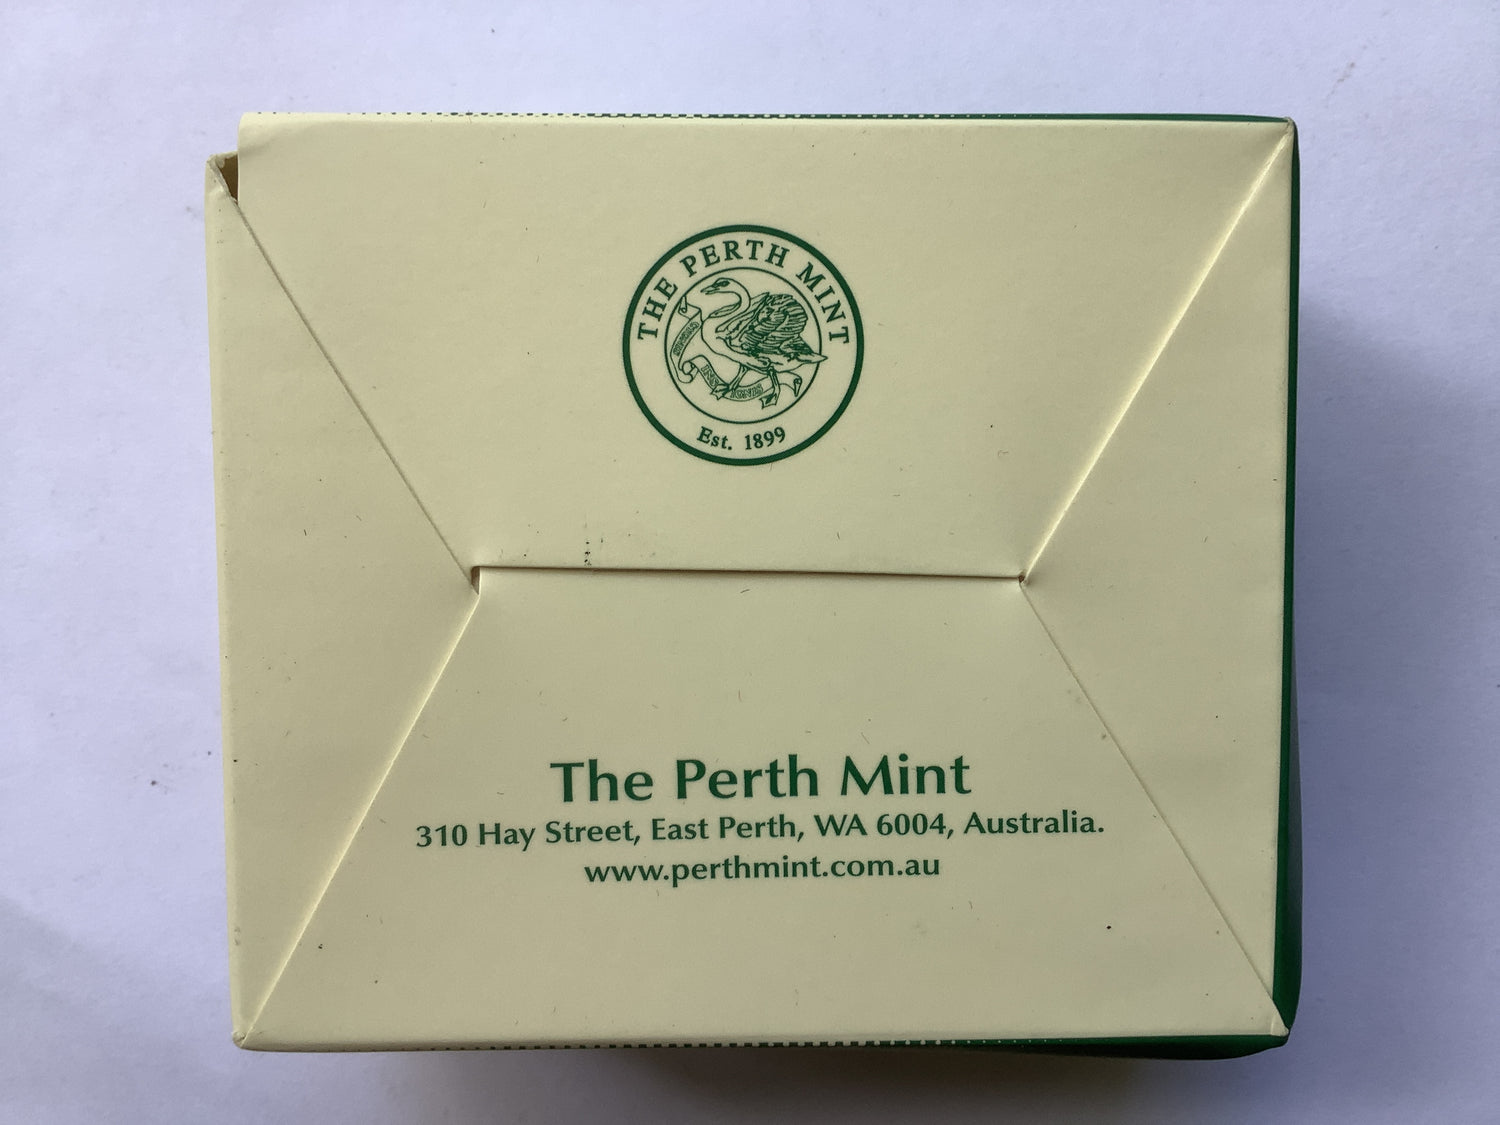 THE PERTH MINT
Est. 1899
The Perth Mint
310 Hay Street, East Perth, WA 6004, Australia.
www.perthmint.com.au